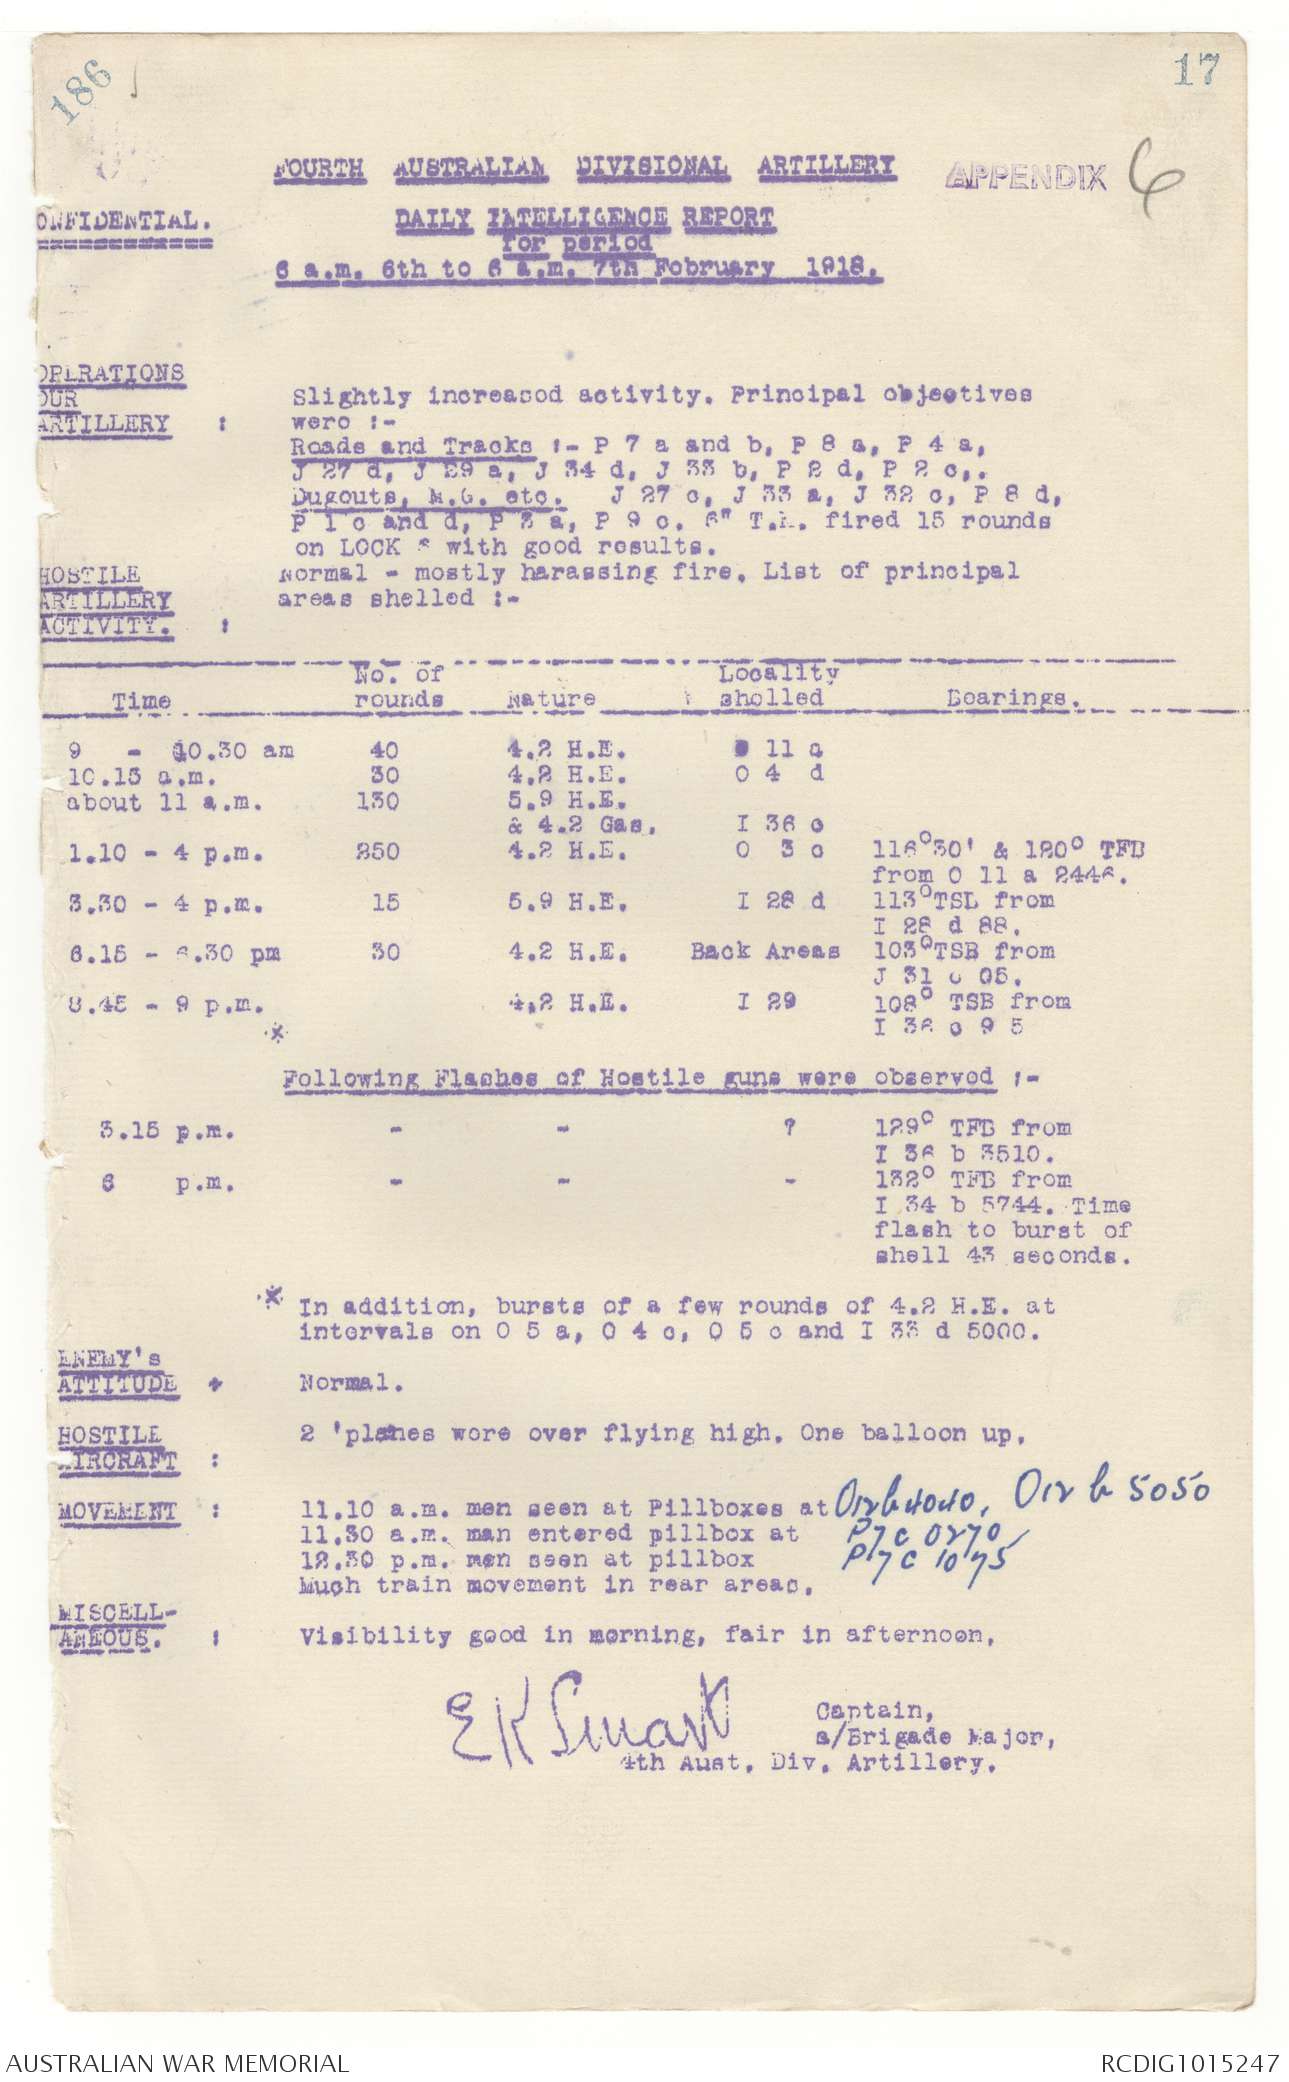 186
17
FOURTH AUSTRALIAN DIVISIONAL ARTILLERY
APPENDIX 6
ONFIDENTIAL.
DAILY INTELLIGENCE REPORT
for period
6 a.m. 6th to 6 a.m. 7th February 1918.
OPERATIONS
OUR
ARTILLERY :
Slightly increased activity. Principal objectives
were :-
Roads and Tracks :- P 7 a and b, P 8 a, P 4 a,
J 27 d, J 29 a, J 34 d, J 33 b, P 2 d, P 2 c,.
Dugouts, M.G. etc. J 27 c, J 33 a, J 32 c, P 8 d,
P 1 c and d, P 3 a, P 9 c. 6" T.M. fired 15 rounds
on LOCK 6 with good results.
HOSTILE
ARTILLERY
ACTIVITY. :
Normal - mostly harassing fire. List of principal
areas shelled :-
Time No. of rounds Nature Locality shelled Bearings.
9 - 10.30 am 40 4.2 H.E. 11 a
10.15 a.m. 30 4.2 H.E. O 4 d
about 11 a.m. 130 5.9 H.E.
& 4.2 Gas. I 36 c
1.10 - 4 p.m. 250 4.2 H.E. O 3 c 116°30' & 120° TFB
from O 11 a 2446.
3.30 - 4 p.m. 15 5.9 H.E. I 28 d 113°TSB from
I 28 d 88.
6.15 - 6.30 pm 30 4.2 H.E. Back Areas 103°TSB from
J 31 c 05.
8.45 - 9 p.m. 4.2 H.E. I 29 108° TSB from
* I 36 c 9 5
Following Flashes of Hostile guns were observed :-
3.15 p.m. - - ? 129° TFB from
I 36 b 3510.
6 p.m. - - - 132° TFB from
I 34 b 5744. Time
flash to burst of
shell 43 seconds.
* In addition, bursts of a few rounds of 4.2 H.E. at
intervals on O 5 a, O 4 c, O 5 c and I 33 d 5000.
ENEMY's
ATTITUDE : Normal.
HOSTILE
AIRCRAFT :
2 'planes were over flying high. One balloon up.
MOVEMENT : 11.10 a.m. men seen at Pillboxes at O12b4040, O12 b 5050
11.30 a.m. man entered pillbox at P7c 0270
12.30 p.m. men seen at pillbox P17c 1075
Much train movement in rear areas.
MISCELL-
ANEOUS. : Visibility good in morning, fair in afternoon.
EKSmart
Captain,
a/Brigade Major,
4th Aust. Div. Artillery.
AUSTRALIAN WAR MEMORIAL
RCDIG1015247